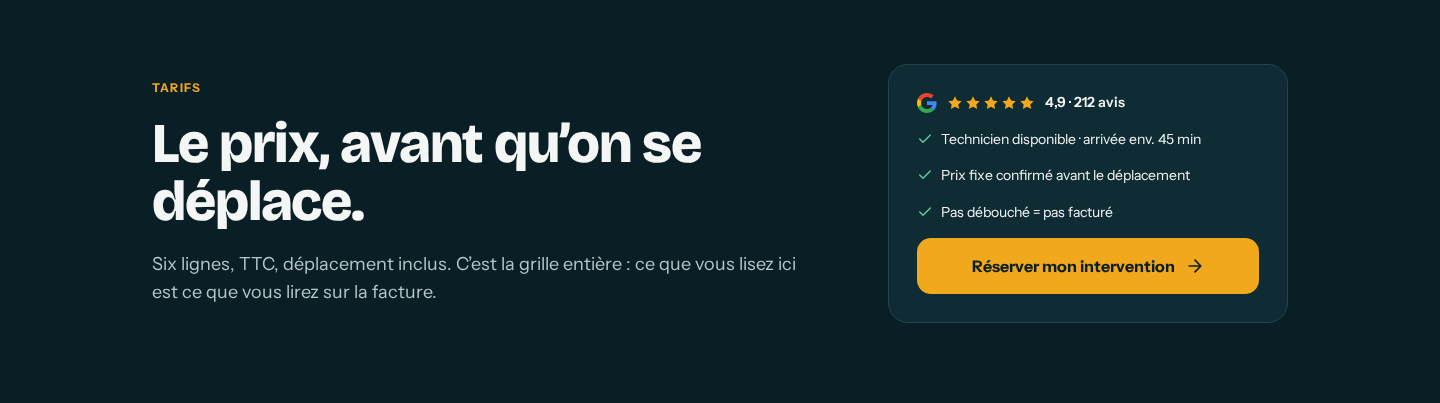 TARIFS
Le prix, avant qu’on se
déplace.
Six lignes, TTC, déplacement inclus. C’est la grille entière : ce que vous lisez ici
est ce que vous lirez sur la facture.
4,9 · 212 avis
Technicien disponible · arrivée env. 45 min
Prix fixe confirmé avant le déplacement
Pas débouché = pas facturé
Réserver mon intervention →